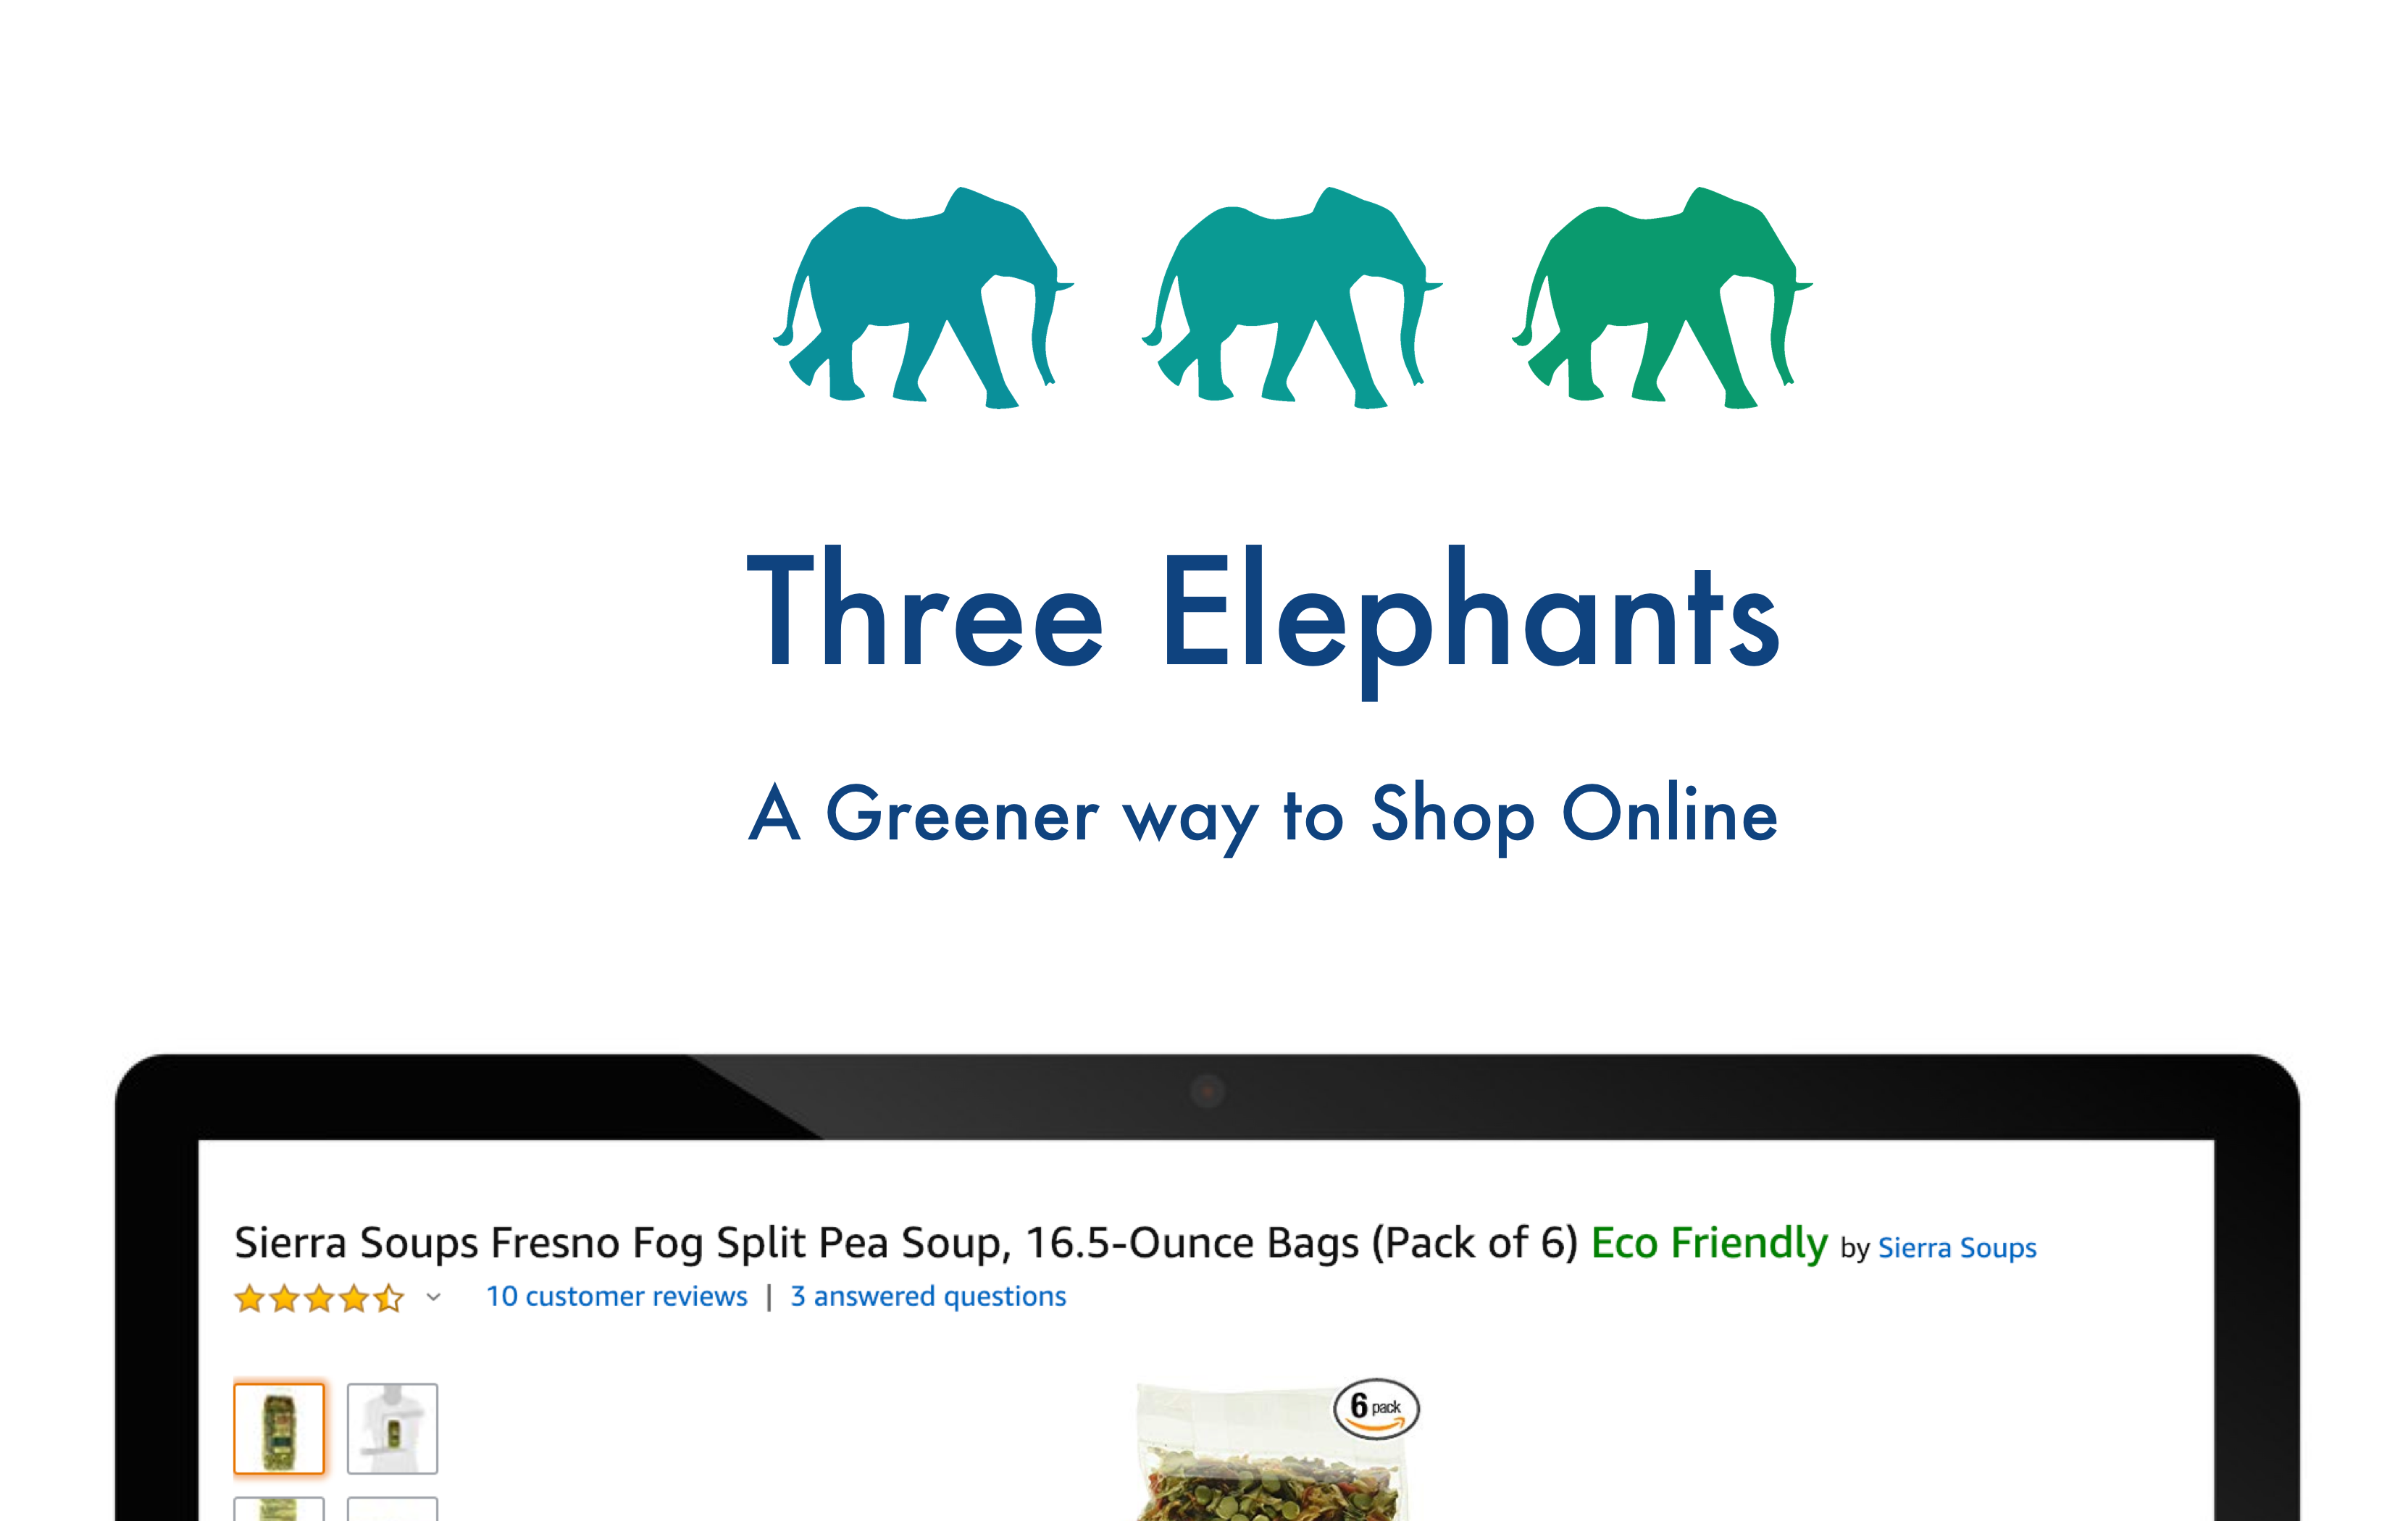 Three Elephants
A Greener way to Shop Online
Sierra Soups Fresno Fog Split Pea Soup, 16.5-Ounce Bags (Pack of 6) Eco Friendly by Sierra Soups
10 customer reviews | 3 answered questions
6 pack